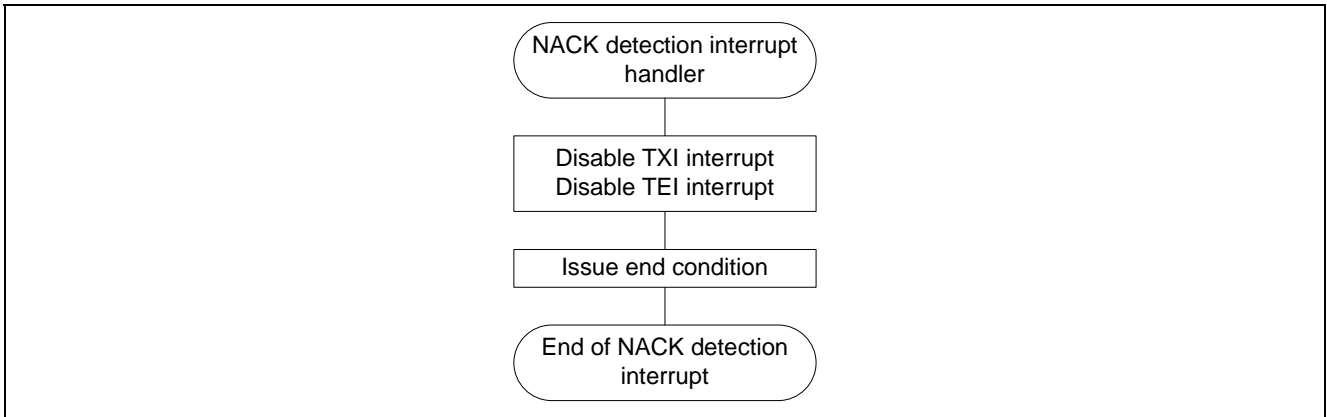 NACK detection interrupt
handler
Disable TXI interrupt
Disable TEI interrupt
Issue end condition
End of NACK detection
interrupt